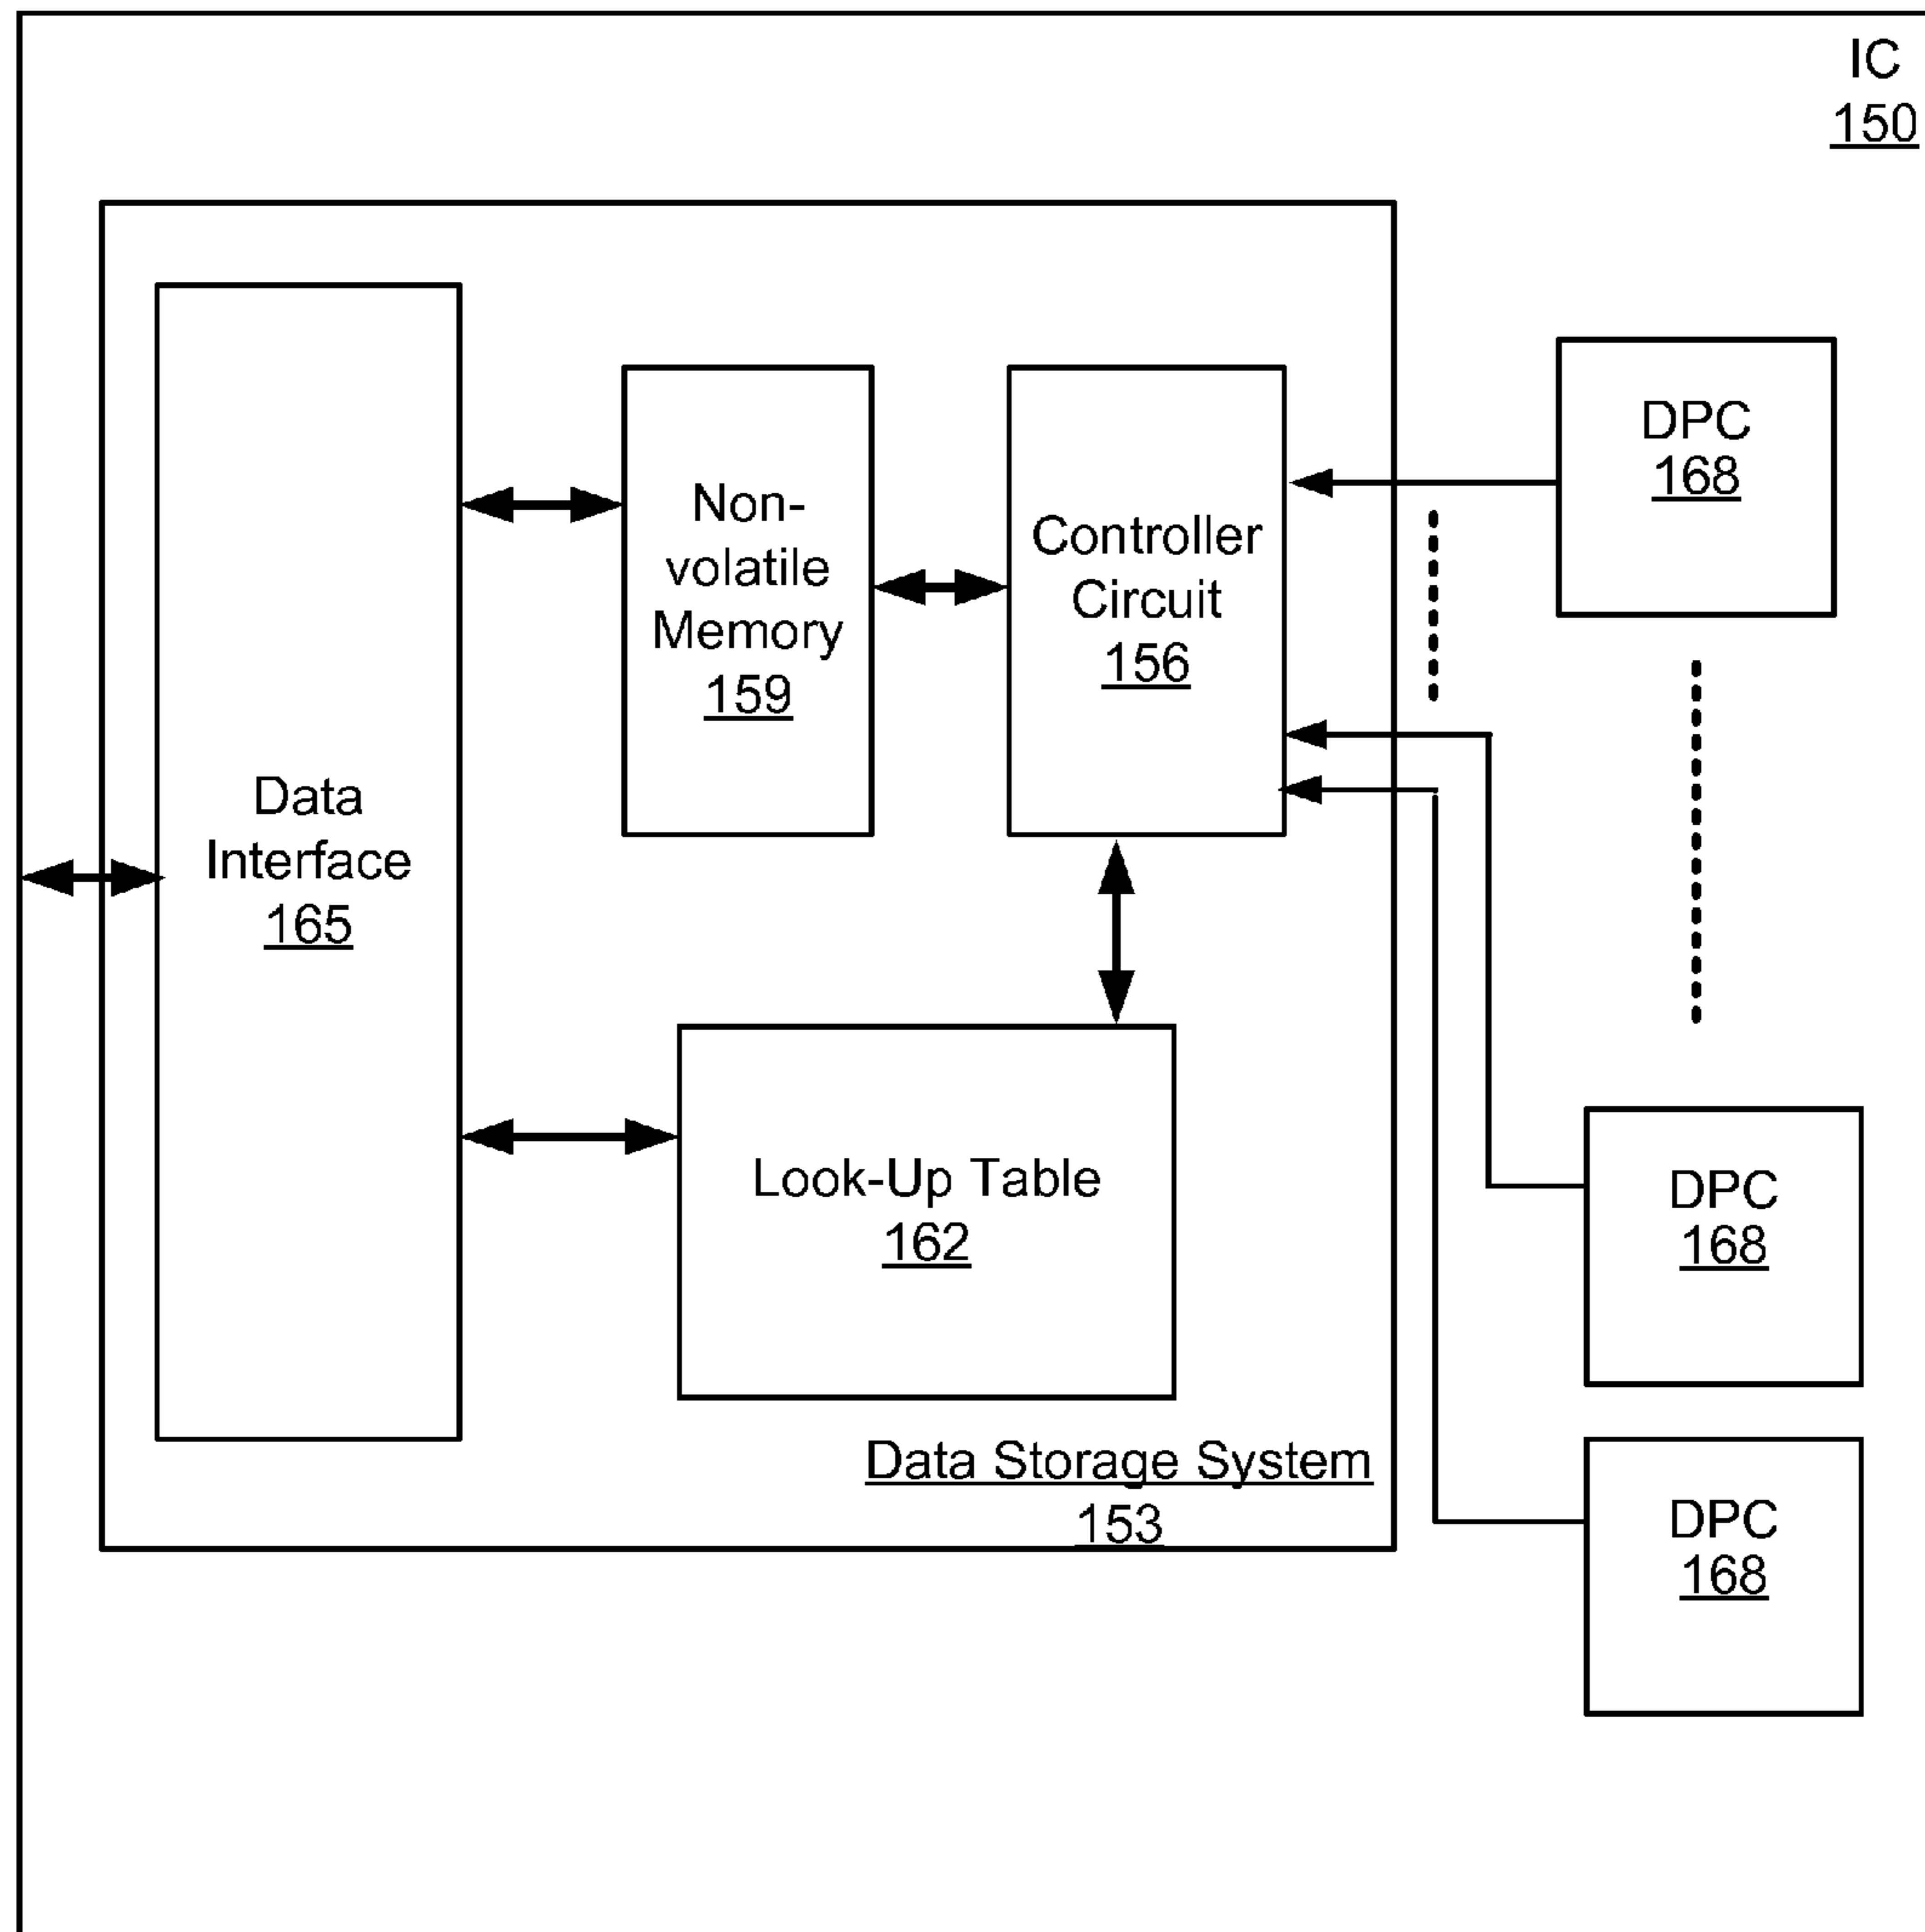 IC
150
DPC
168
Non-
volatile
Memory
159
Controller
Circuit
156
Data
Interface
165
Look-Up Table
162
DPC
168
Data Storage System
153
DPC
168